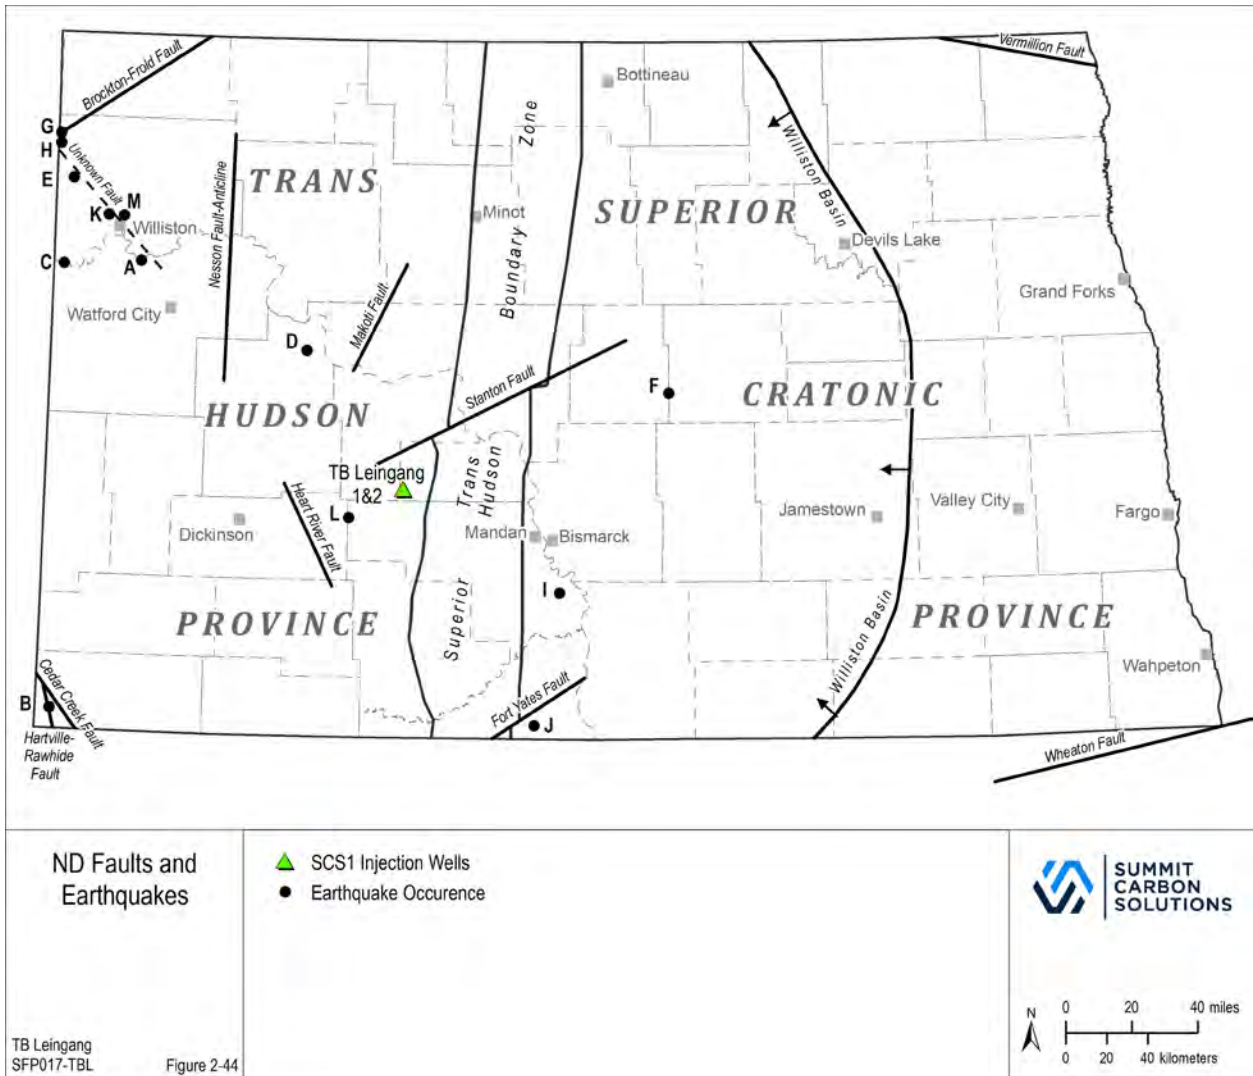 Brockton-Froid Fault
Vermillion Fault
Bottineau
G
H
E
Unknown Fault
K
M
Williston
C
A
Watford City
Nesson Fault-Anticline
TRANS
Minot
Zone
Boundary
SUPERIOR
Williston Basin
Devils Lake
Grand Forks
D
Makoti Fault
Stanton Fault
F
HUDSON
CRATONIC
TB Leingang
1&2
Trans
Hudson
Heart River Fault
L
Dickinson
Mandan
Bismarck
Jamestown
Valley City
Fargo
I
Superior
PROVINCE
Williston Basin
PROVINCE
Wahpeton
B
Cedar Creek Fault
Hartville-
Rawhide
Fault
Fort Yates Fault
J
Wheaton Fault
ND Faults and
Earthquakes
TB Leingang
SFP017-TBL
Figure 2-44
SCS1 Injection Wells
Earthquake Occurence
SUMMIT
CARBON
SOLUTIONS
N
0 20 40 miles
0 20 40 kilometers